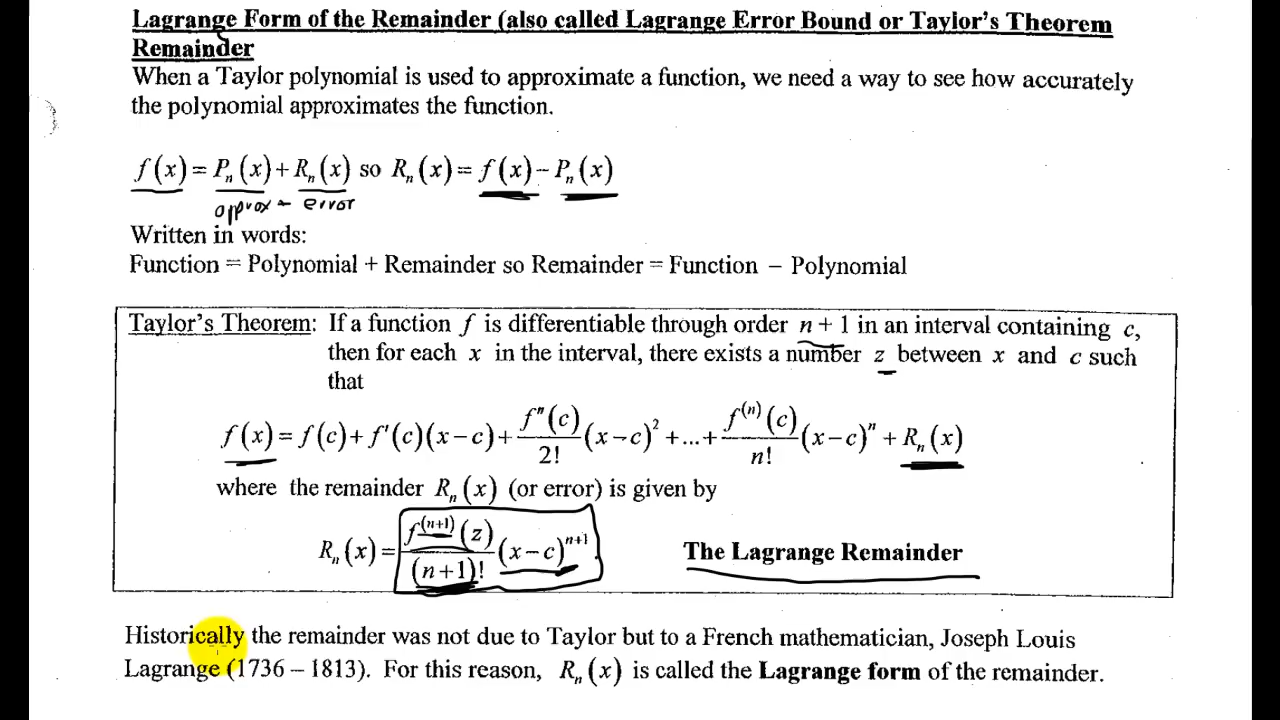 Lagrange Form of the Remainder (also called Lagrange Error Bound or Taylor's Theorem
Remainder
When a Taylor polynomial is used to approximate a function, we need a way to see how accurately
the polynomial approximates the function.
f(x) = Pₙ(x) + Rₙ(x) so Rₙ(x) = f(x) − Pₙ(x)
approx - error
Written in words:
Function = Polynomial + Remainder so Remainder = Function − Polynomial
Taylor's Theorem: If a function f is differentiable through order n + 1 in an interval containing c,
then for each x in the interval, there exists a number z between x and c such
that
f(x) = f(c) + f'(c)(x−c) + f"(c)/2! (x−c)² + ... + f⁽ⁿ⁾(c)/n! (x−c)ⁿ + Rₙ(x)
where the remainder Rₙ(x) (or error) is given by
Rₙ(x) = f⁽ⁿ⁺¹⁾(z)/(n+1)! (x−c)ⁿ⁺¹ The Lagrange Remainder
Historically the remainder was not due to Taylor but to a French mathematician, Joseph Louis
Lagrange (1736 – 1813). For this reason, Rₙ(x) is called the Lagrange form of the remainder.